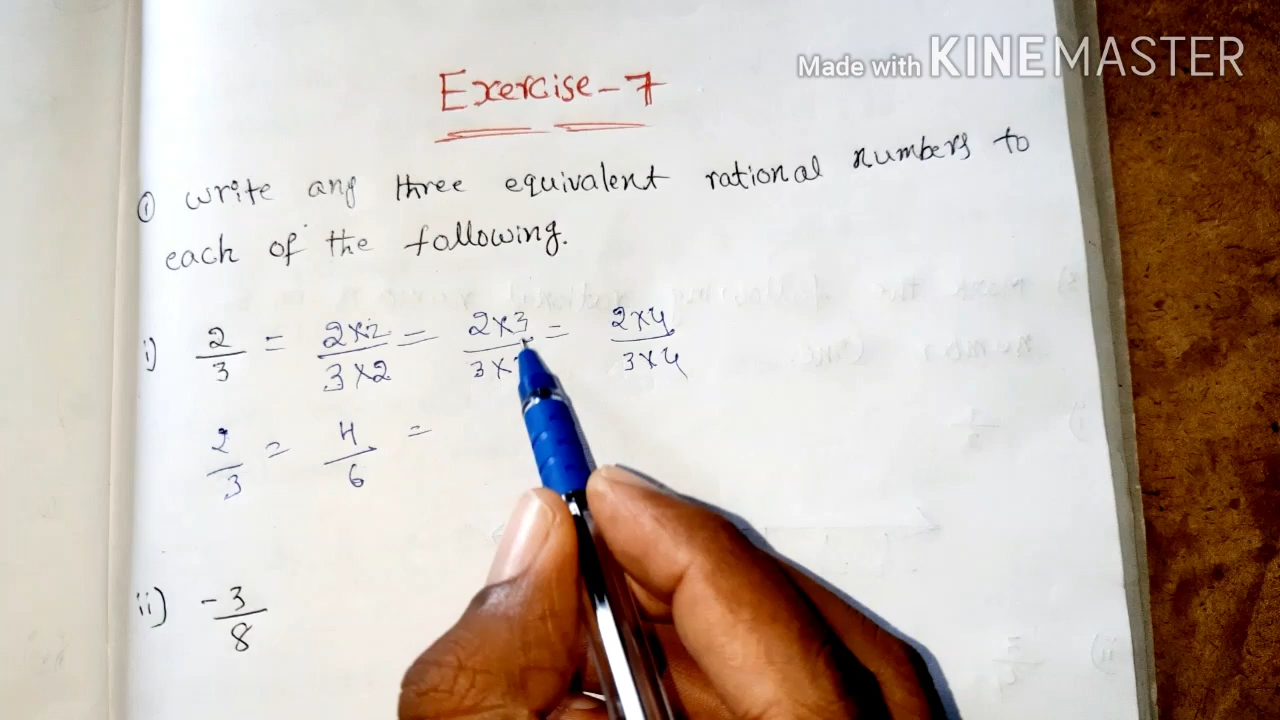 Made with KINEMASTER
Exercise-7
① write any three equivalent rational numbers to
each of the following.
i) 2/3 = 2×2/3×2 = 2×3/3× = 2×4/3×4
2/3 = 4/6 =
ii) -3/8